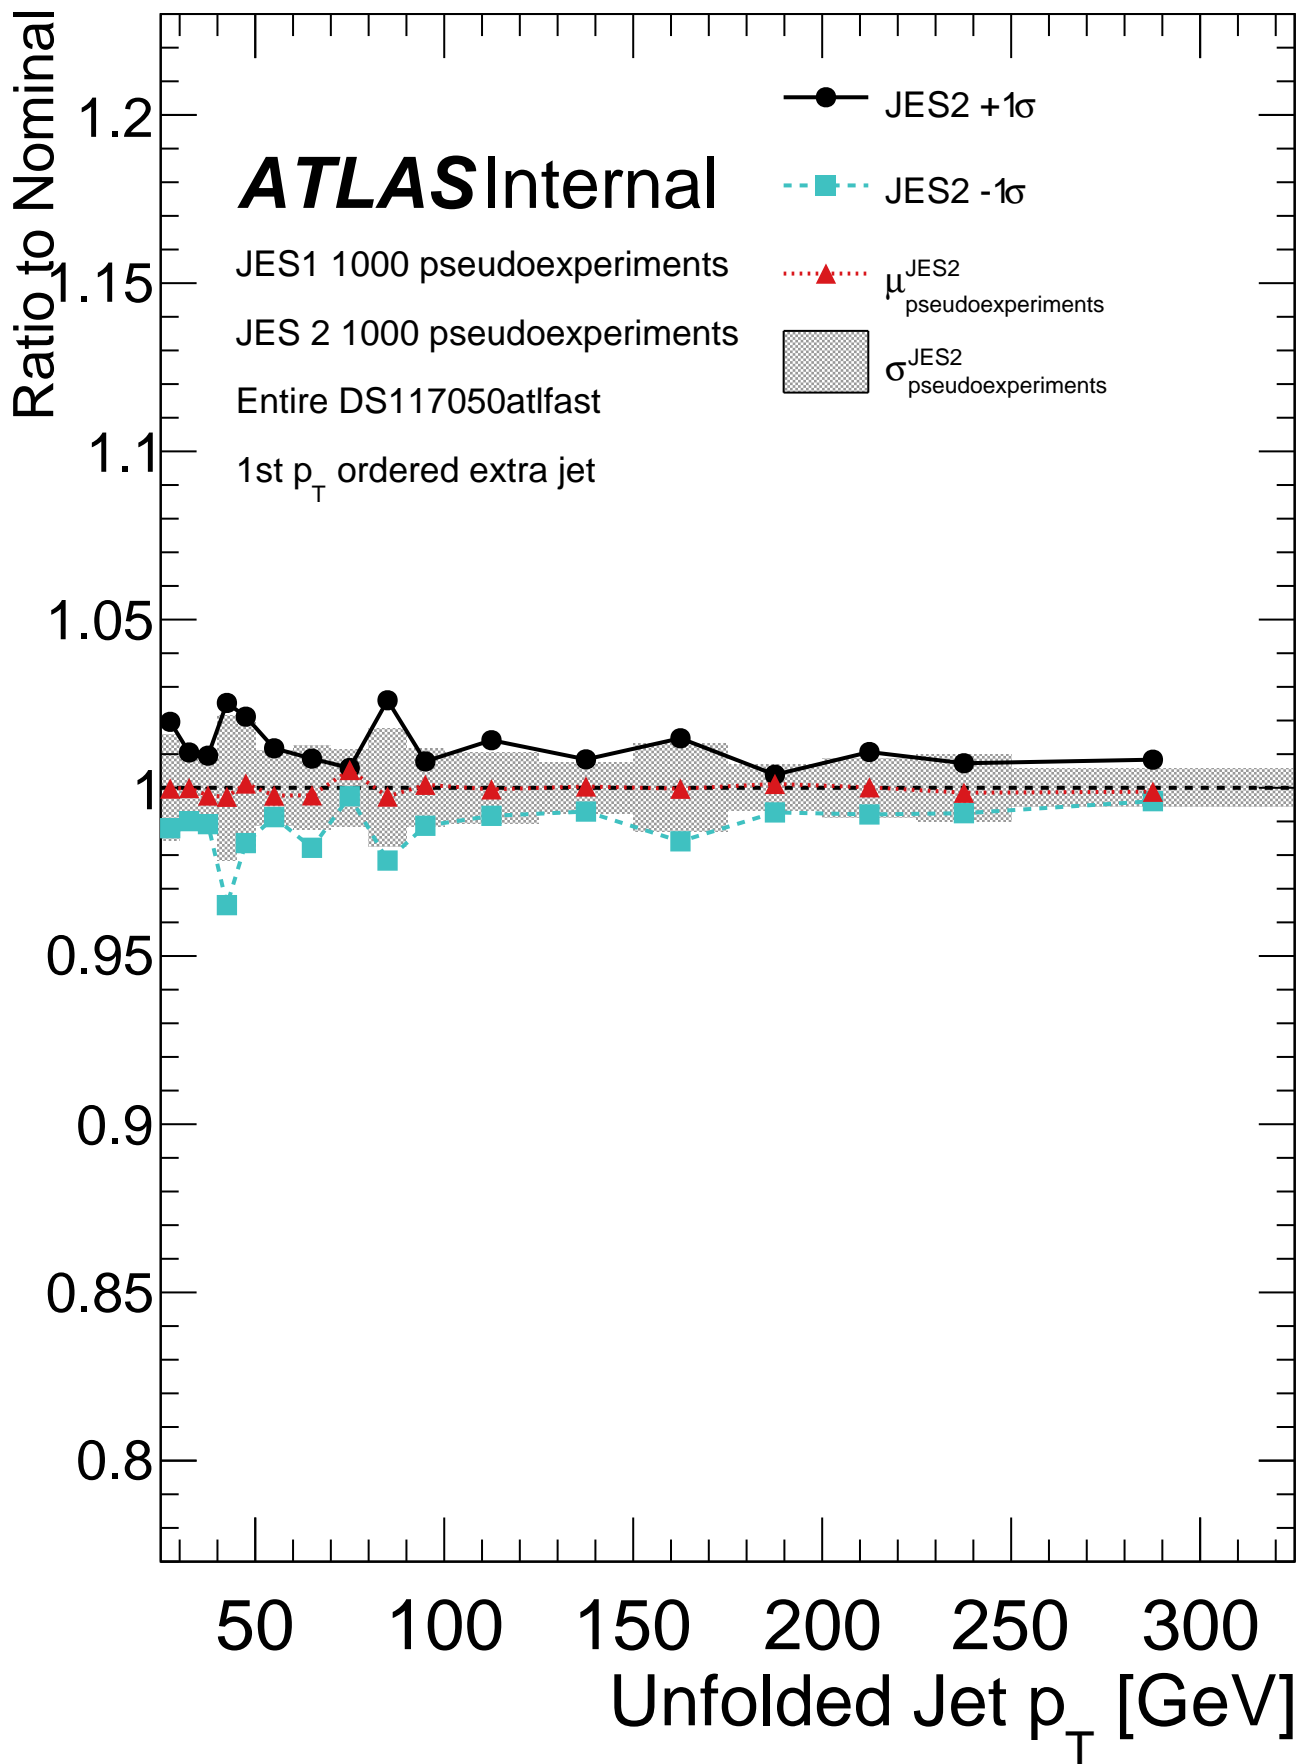 Ratio to Nominal
1.2
1.15
1.1
1.05
1
0.95
0.9
0.85
0.8
ATLAS Internal
JES1 1000 pseudoexperiments
JES 2 1000 pseudoexperiments
Entire DS117050atlfast
1st p_T ordered extra jet
JES2 +1σ
JES2 -1σ
μ^JES2_pseudoexperiments
σ^JES2_pseudoexperiments
50 100 150 200 250 300
Unfolded Jet p_T [GeV]